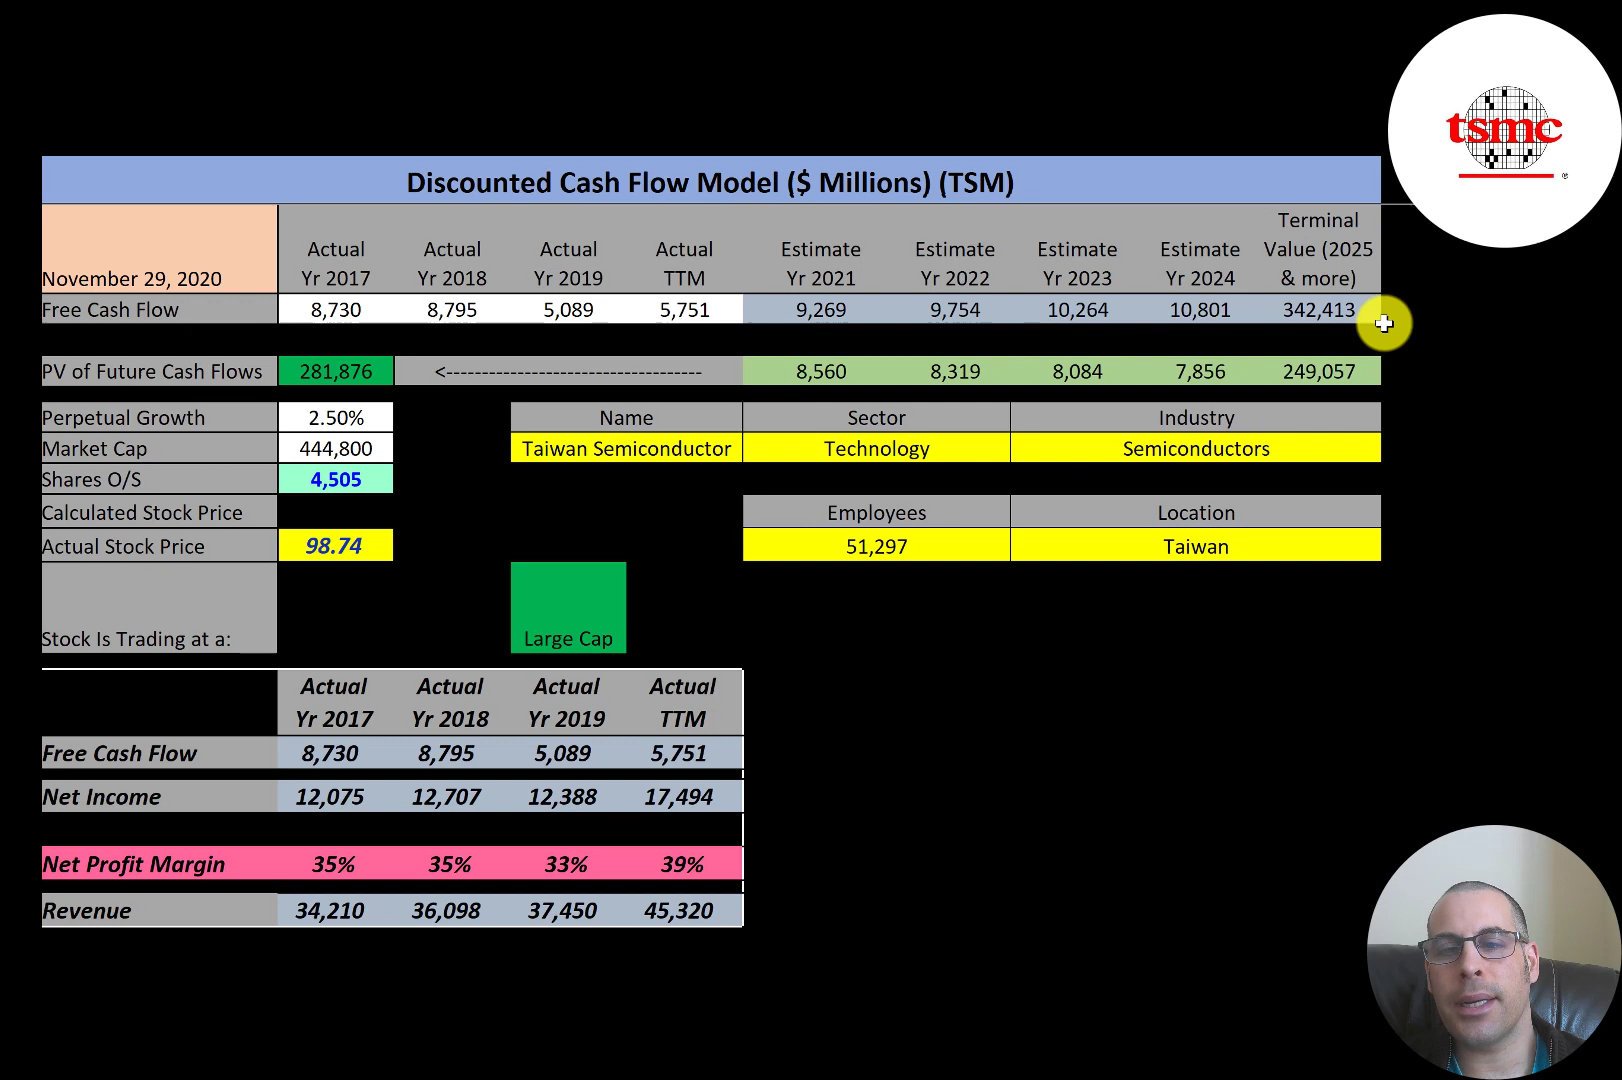 tsmc
®
Discounted Cash Flow Model ($ Millions) (TSM)
November 29, 2020
Actual Yr 2017
Actual Yr 2018
Actual Yr 2019
Actual TTM
Estimate Yr 2021
Estimate Yr 2022
Estimate Yr 2023
Estimate Yr 2024
Terminal Value (2025 & more)
Free Cash Flow 8,730 8,795 5,089 5,751 9,269 9,754 10,264 10,801 342,413
PV of Future Cash Flows 281,876 <------------------------------------ 8,560 8,319 8,084 7,856 249,057
Perpetual Growth 2.50% Name Sector Industry
Market Cap 444,800 Taiwan Semiconductor Technology Semiconductors
Shares O/S 4,505
Calculated Stock Price Employees Location
Actual Stock Price 98.74 51,297 Taiwan
Stock Is Trading at a: Large Cap
Actual Yr 2017
Actual Yr 2018
Actual Yr 2019
Actual TTM
Free Cash Flow 8,730 8,795 5,089 5,751
Net Income 12,075 12,707 12,388 17,494
Net Profit Margin 35% 35% 33% 39%
Revenue 34,210 36,098 37,450 45,320